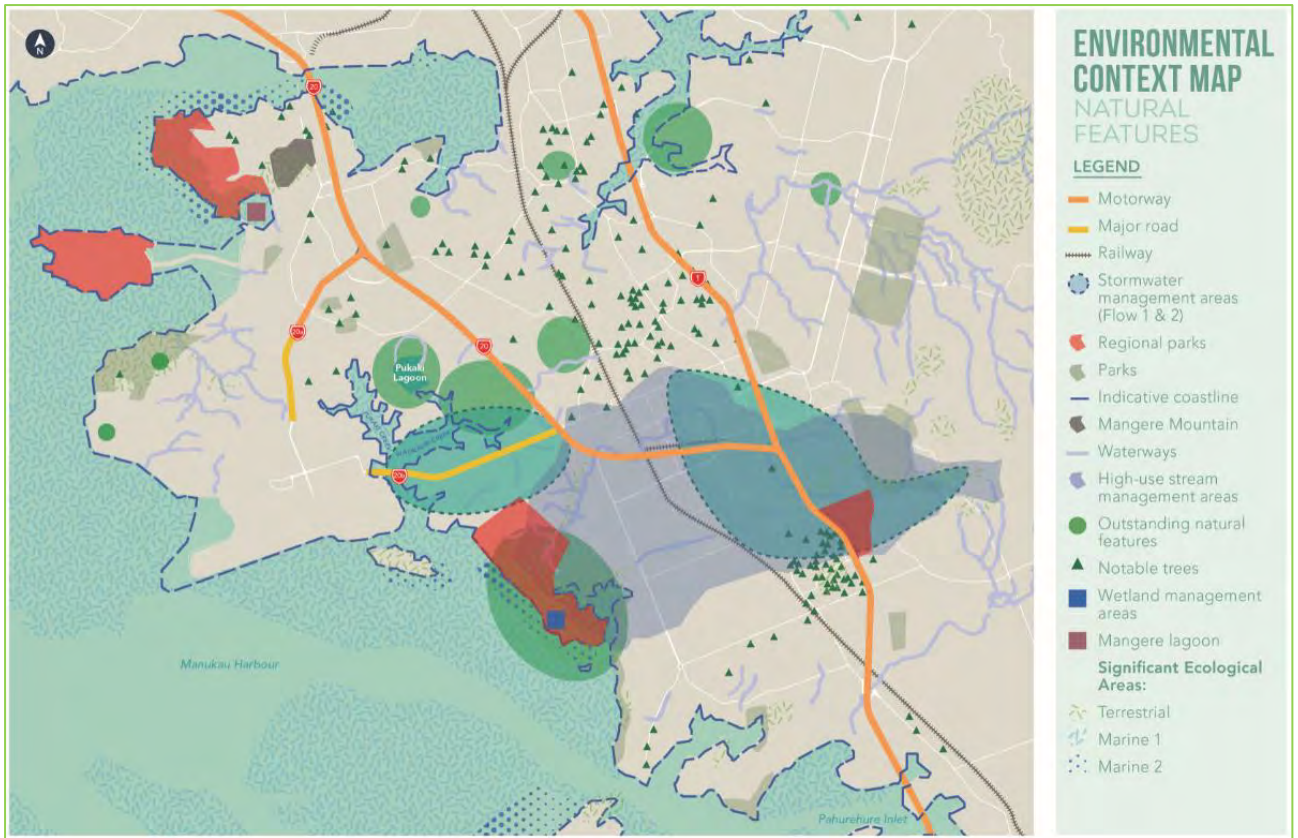 N
20
1
20a
20
Pukaki
Lagoon
20b
Manukau Harbour
Pahurehure Inlet
ENVIRONMENTAL
CONTEXT MAP
NATURAL
FEATURES
LEGEND
Motorway
Major road
Railway
Stormwater
management areas
(Flow 1 & 2)
Regional parks
Parks
Indicative coastline
Mangere Mountain
Waterways
High-use stream
management areas
Outstanding natural
features
Notable trees
Wetland management
areas
Mangere lagoon
Significant Ecological
Areas:
Terrestrial
Marine 1
Marine 2